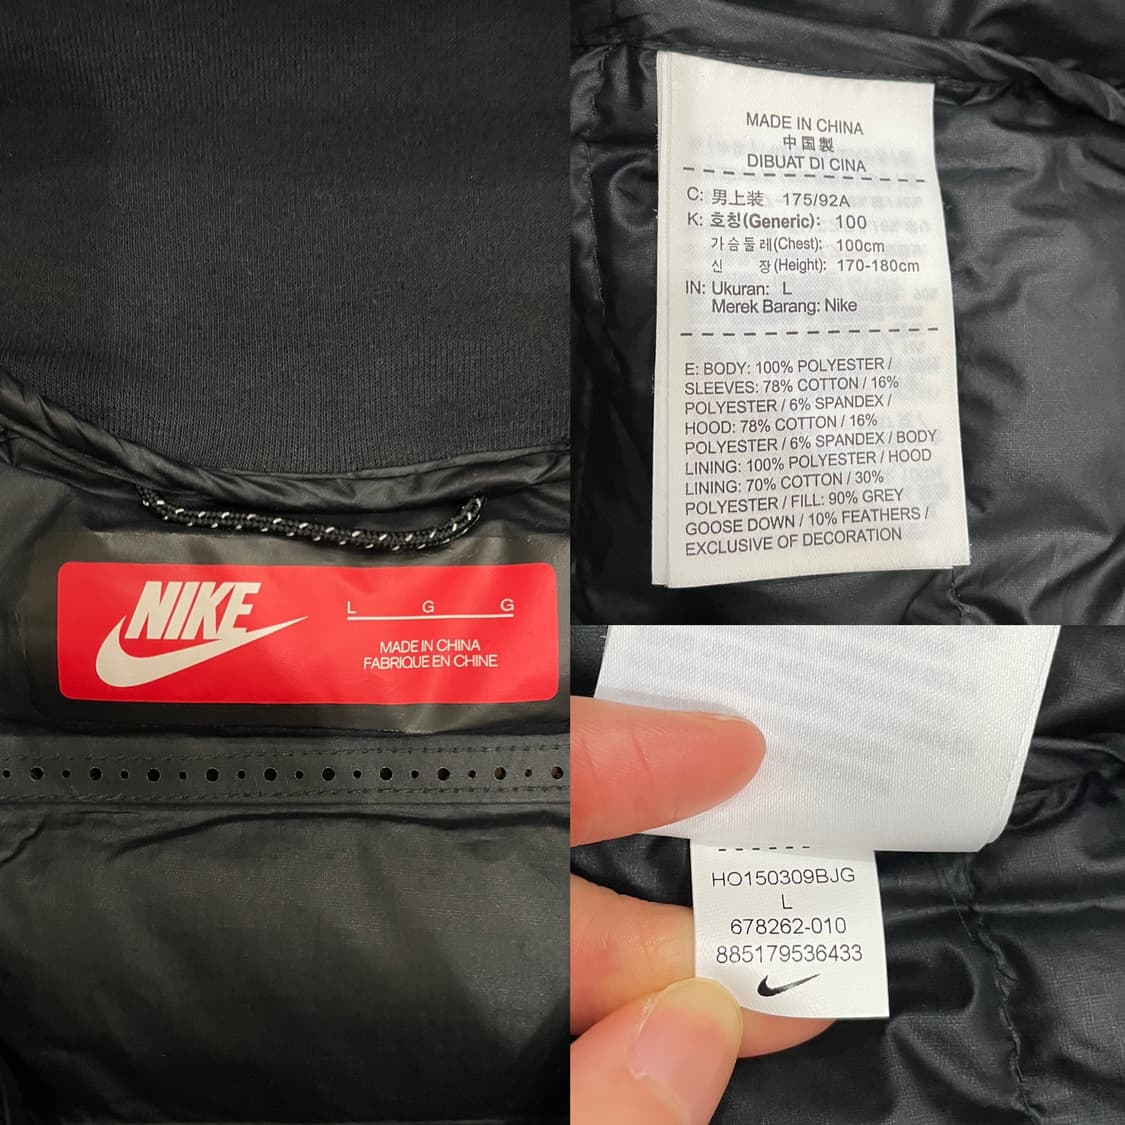 NIKE
L G G
MADE IN CHINA
FABRIQUE EN CHINE
MADE IN CHINA
中国製
DIBUAT DI CINA
C: 男上装 175/92A
K: 호칭(Generic): 100
가슴둘레(Chest): 100cm
신 장(Height): 170-180cm
IN: Ukuran: L
Merek Barang: Nike
E: BODY: 100% POLYESTER /
SLEEVES: 78% COTTON / 16%
POLYESTER / 6% SPANDEX /
HOOD: 78% COTTON / 16%
POLYESTER / 6% SPANDEX / BODY
LINING: 100% POLYESTER / HOOD
LINING: 70% COTTON / 30%
POLYESTER / FILL: 90% GREY
GOOSE DOWN / 10% FEATHERS /
EXCLUSIVE OF DECORATION
HO150309BJG
L
678262-010
885179536433